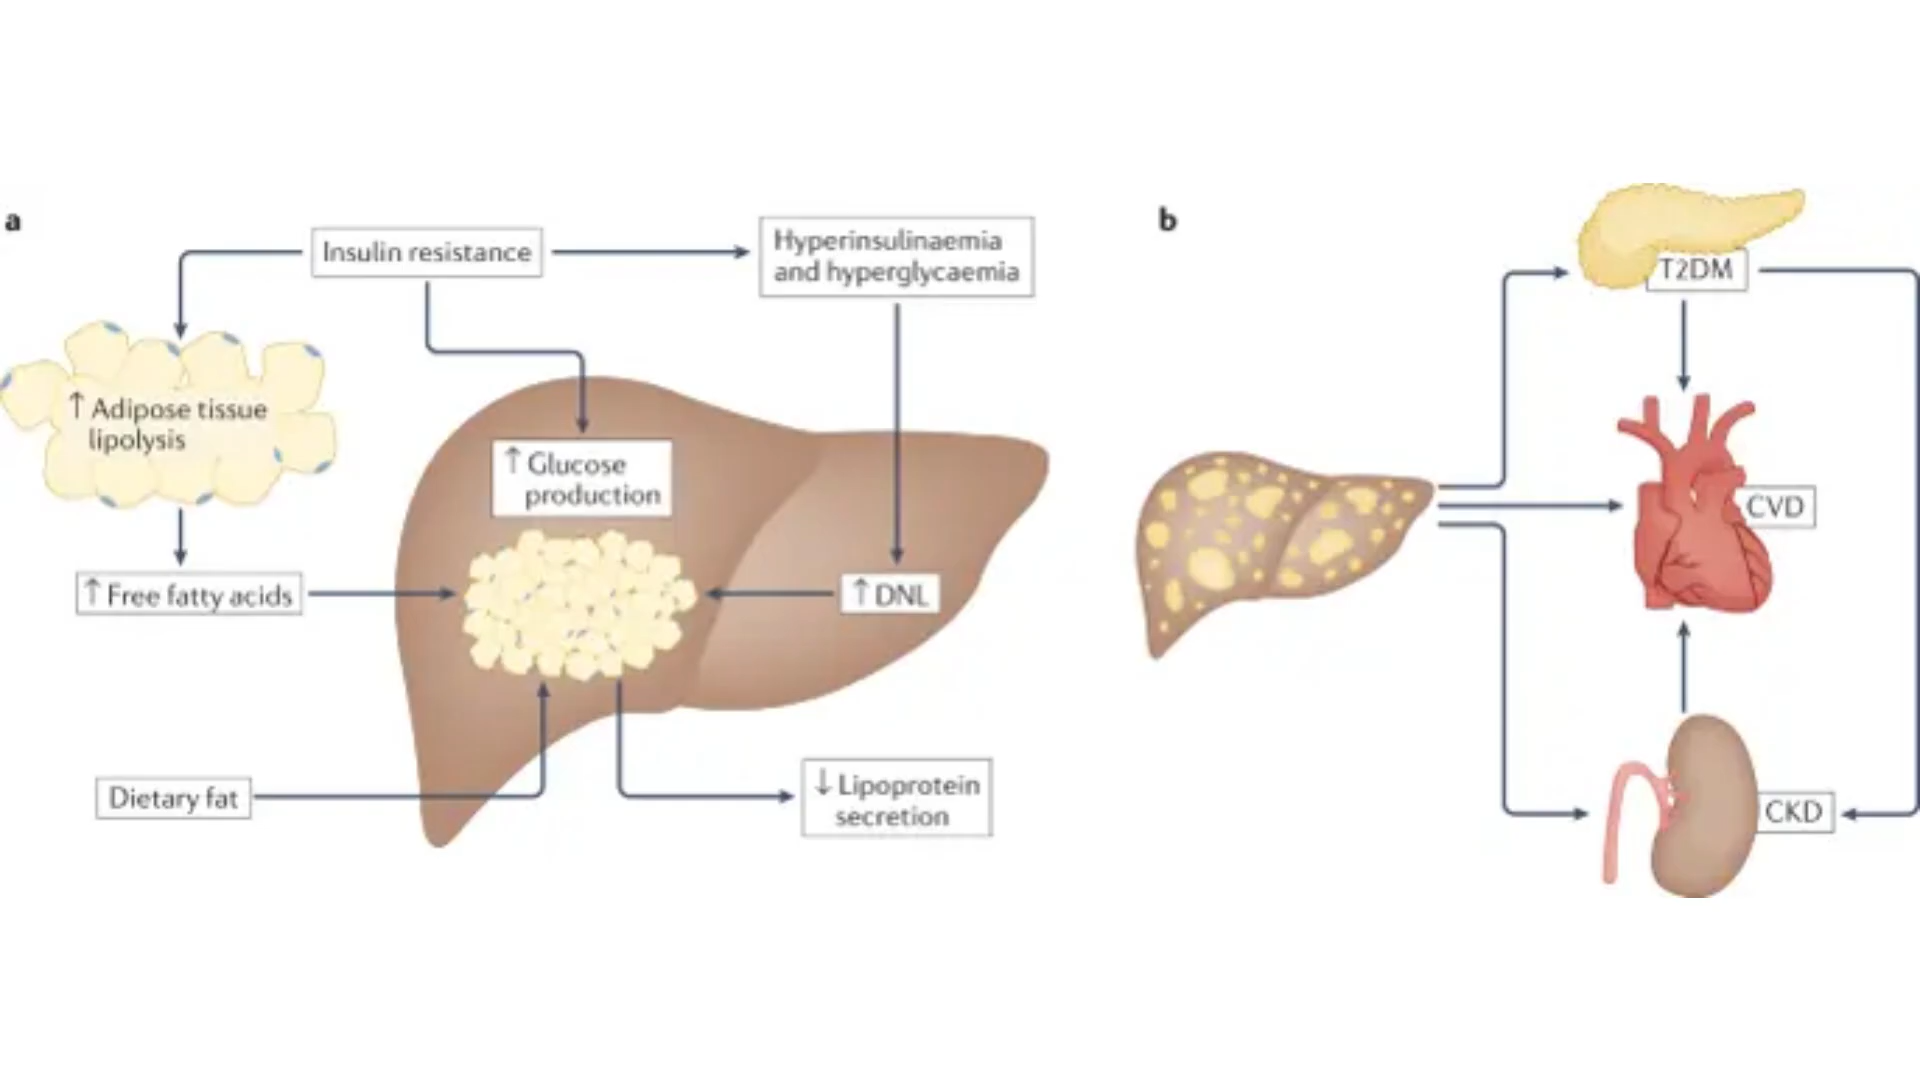 a
Insulin resistance
Hyperinsulinaemia
and hyperglycaemia
↑ Adipose tissue
lipolysis
↑ Glucose
production
↑ Free fatty acids
↑ DNL
Dietary fat
↓ Lipoprotein
secretion
b
T2DM
CVD
CKD